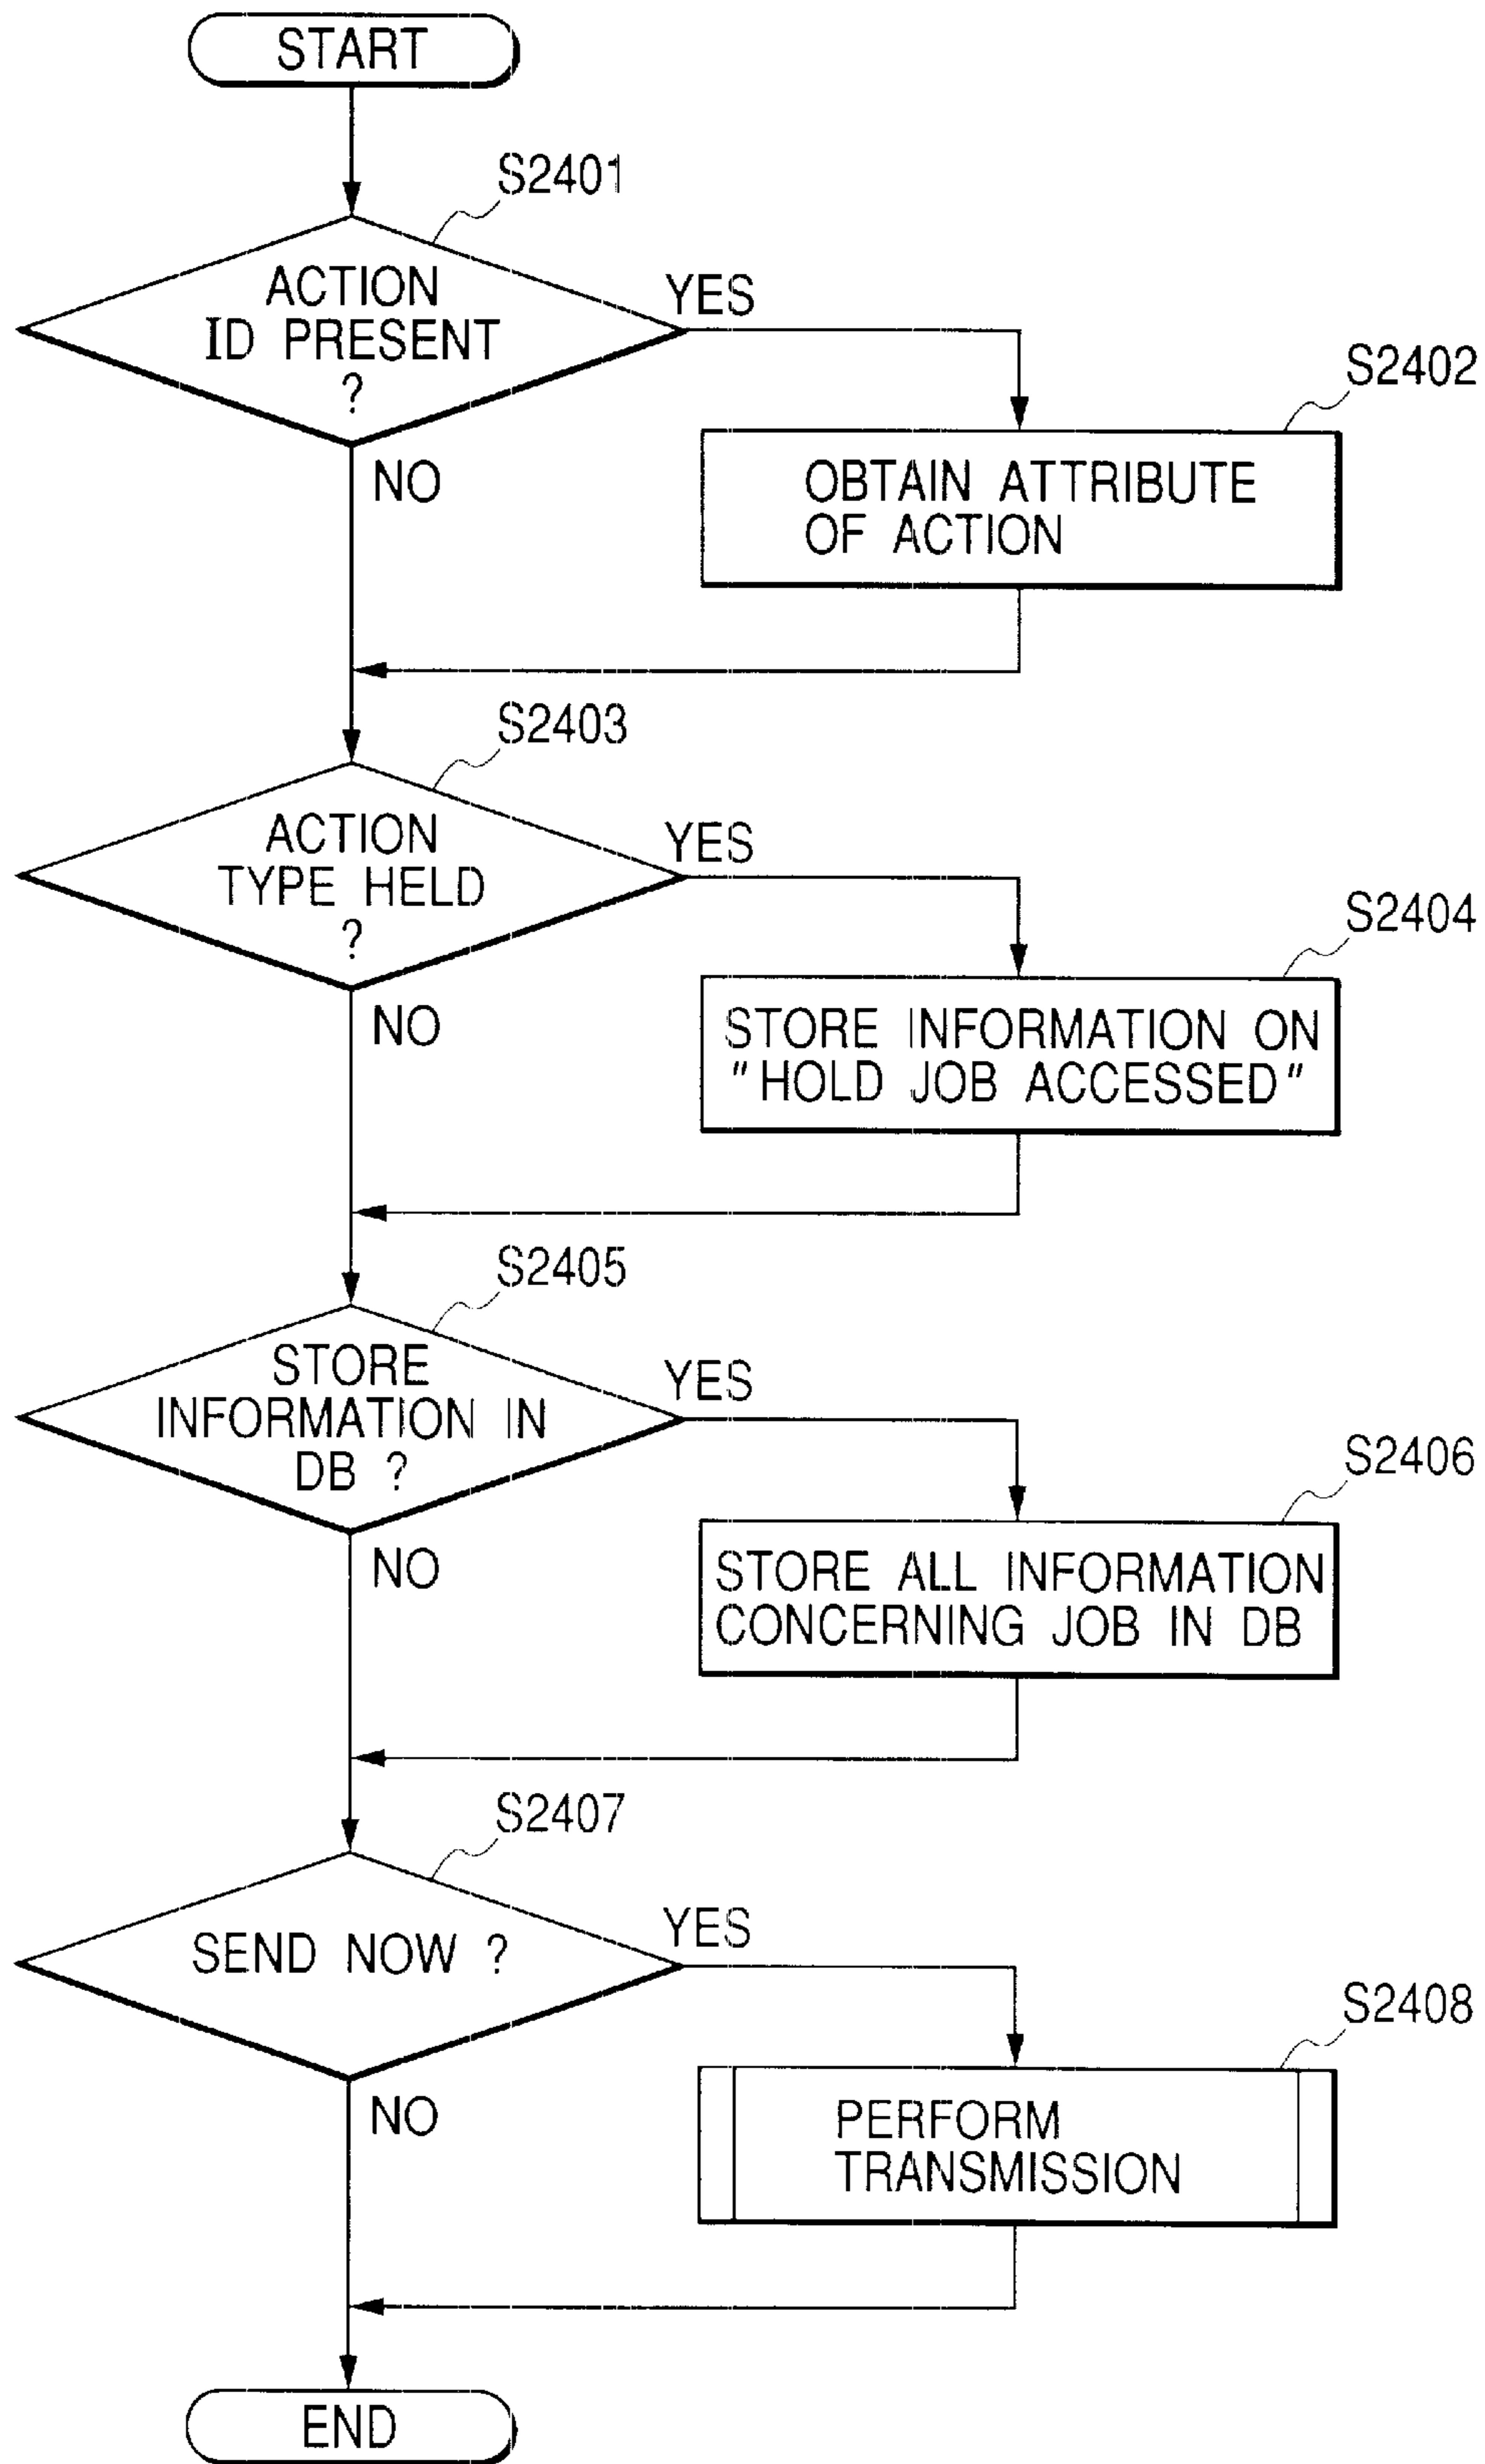 START
S2401
ACTION
ID PRESENT
?
YES
NO
S2402
OBTAIN ATTRIBUTE
OF ACTION
S2403
ACTION
TYPE HELD
?
YES
NO
S2404
STORE INFORMATION ON
"HOLD JOB ACCESSED"
S2405
STORE
INFORMATION IN
DB ?
YES
NO
S2406
STORE ALL INFORMATION
CONCERNING JOB IN DB
S2407
SEND NOW ?
YES
NO
S2408
PERFORM
TRANSMISSION
END